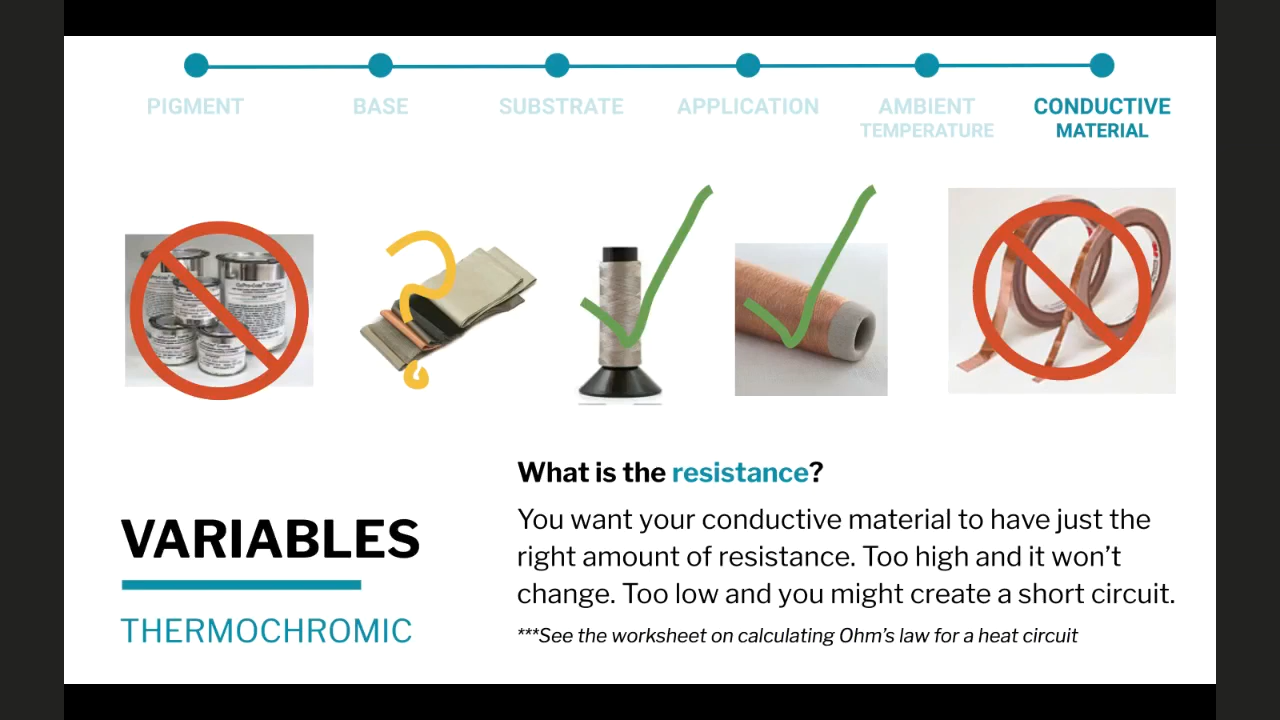 PIGMENT
BASE
SUBSTRATE
APPLICATION
AMBIENT
TEMPERATURE
CONDUCTIVE
MATERIAL
What is the resistance?
You want your conductive material to have just the
right amount of resistance. Too high and it won't
change. Too low and you might create a short circuit.
***See the worksheet on calculating Ohm's law for a heat circuit
VARIABLES
THERMOCHROMIC